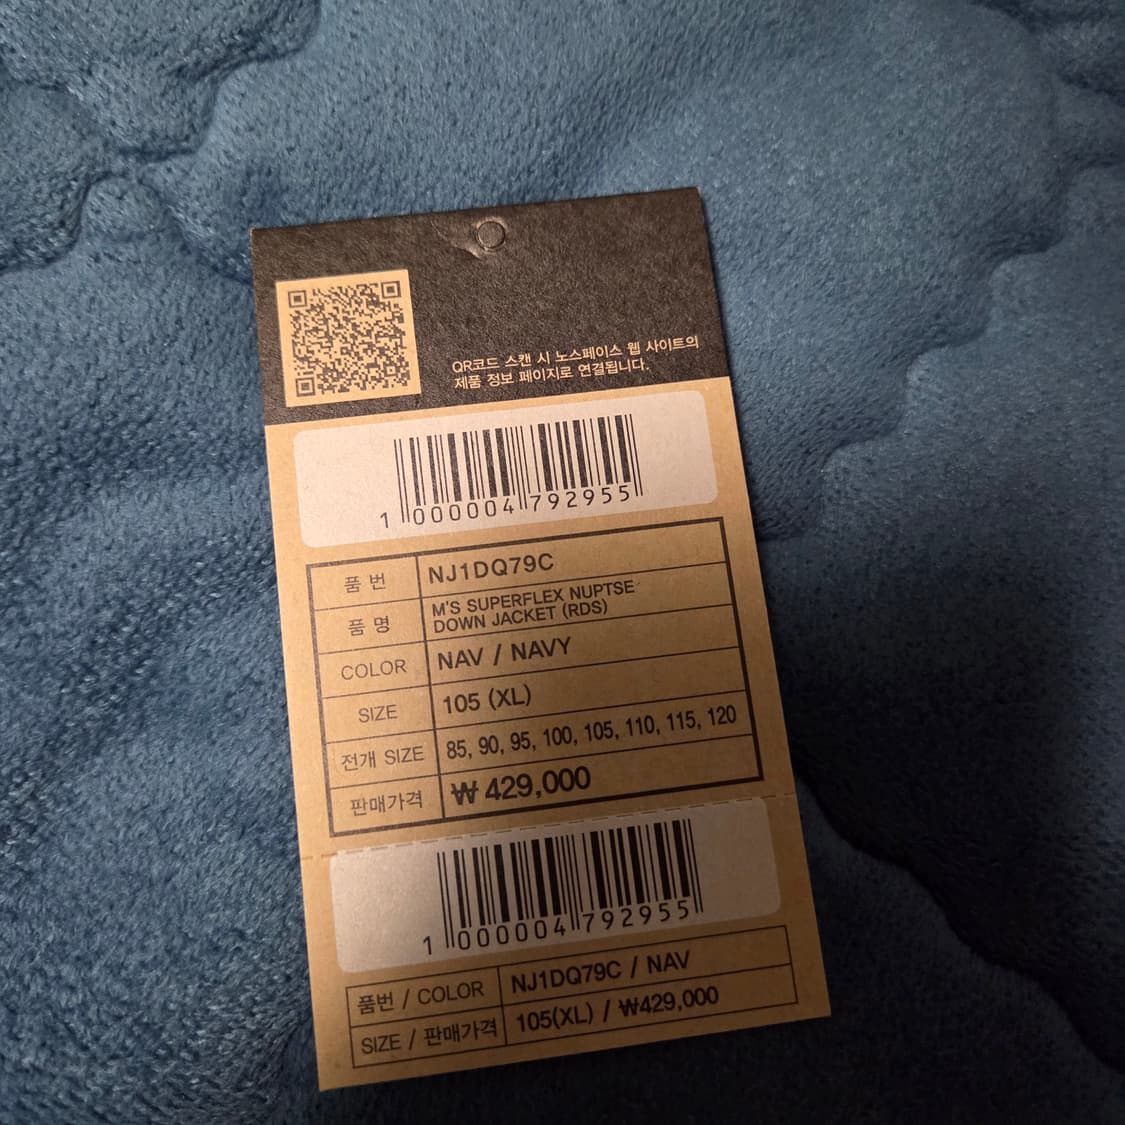 QR코드 스캔 시 노스페이스 웹 사이트의
제품 정보 페이지로 연결됩니다.
1 000004 792955
품 번 NJ1DQ79C
품 명 M'S SUPERFLEX NUPTSE
DOWN JACKET (RDS)
COLOR NAV / NAVY
SIZE 105 (XL)
전개 SIZE 85, 90, 95, 100, 105, 110, 115, 120
판매가격 ₩ 429,000
1 000004 792955
품번 / COLOR NJ1DQ79C / NAV
SIZE / 판매가격 105(XL) / ₩429,000